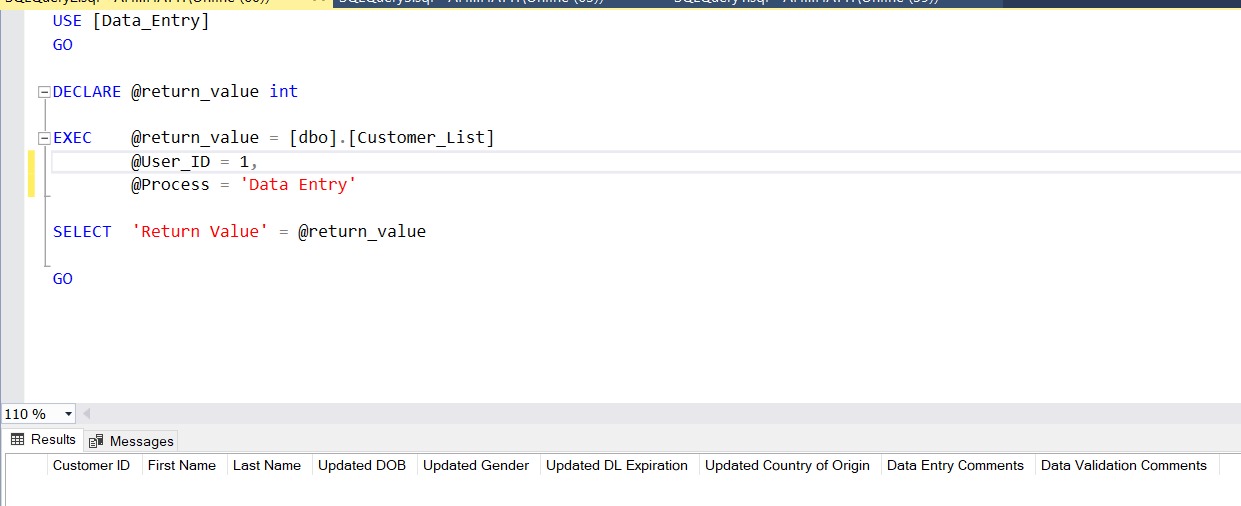 USE [Data_Entry]
GO
DECLARE @return_value int
EXEC @return_value = [dbo].[Customer_List]
@User_ID = 1,
@Process = 'Data Entry'
SELECT 'Return Value' = @return_value
GO
110 %
Results Messages
Customer ID First Name Last Name Updated DOB Updated Gender Updated DL Expiration Updated Country of Origin Data Entry Comments Data Validation Comments